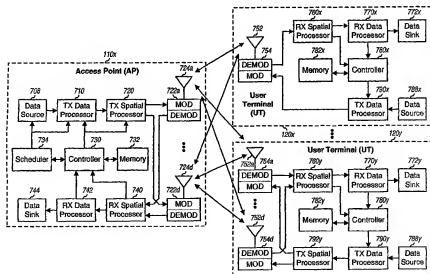 110x
Access Point (AP)
708
Data Source
710
TX Data Processor
720
TX Spatial Processor
724a
722a
MOD
DEMOD
734
Scheduler
730
Controller
732
Memory
744
Data Sink
742
RX Data Processor
740
RX Spatial Processor
724d
722d
MOD
DEMOD
752
754
DEMOD
MOD
User Terminal (UT)
760x
RX Spatial Processor
770x
RX Data Processor
772x
Data Sink
782x
Memory
780x
Controller
790x
TX Data Processor
788x
Data Source
120x
120y
User Terminal (UT)
752a
754a
DEMOD
MOD
752d
754d
DEMOD
MOD
RX Spatial Processor
770y
RX Data Processor
772y
Data Sink
782y
Memory
780y
Controller
792y
TX Spatial Processor
790y
TX Data Processor
788y
Data Source